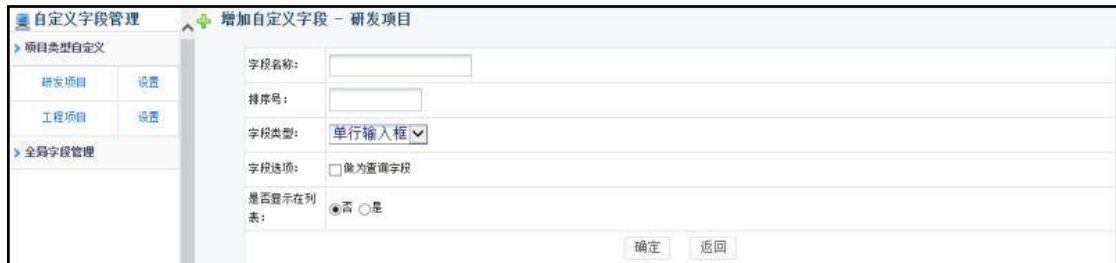 自定义字段管理
项目类型自定义
研发项目 设置
工程项目 设置
全局字段管理
增加自定义字段 - 研发项目
字段名称:
排序号:
字段类型: 单行输入框
字段选项: 做为查询字段
是否显示在列
表: 否 是
确定 返回